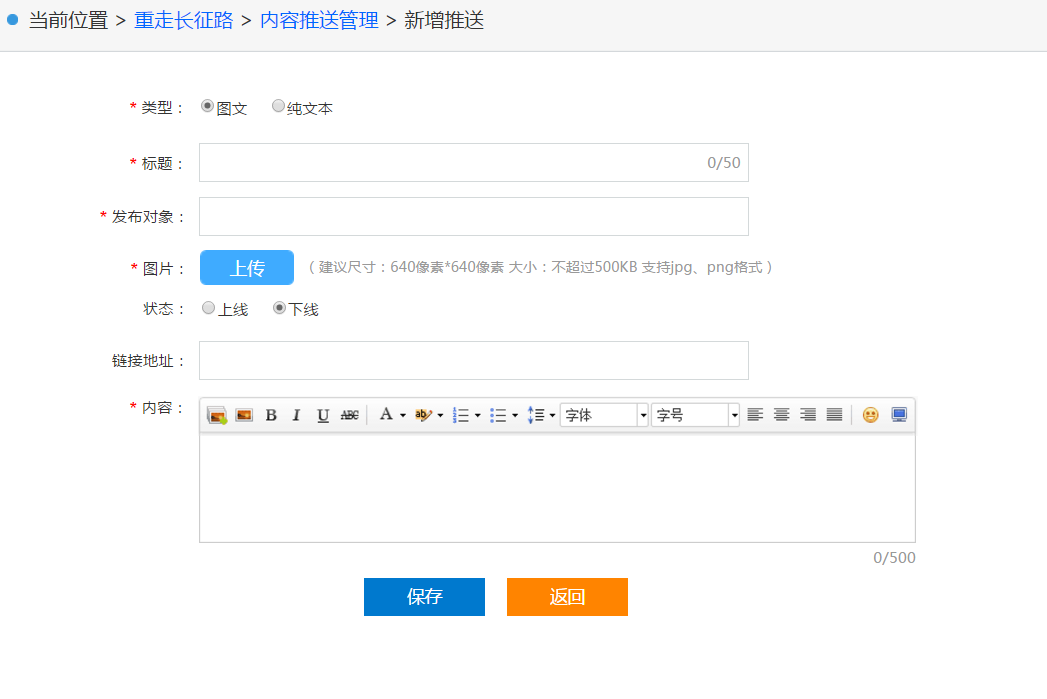 当前位置 > 重走长征路 > 内容推送管理 > 新增推送
* 类型： 图文 纯文本
* 标题： 0/50
* 发布对象：
* 图片： 上传 （建议尺寸：640像素*640像素 大小：不超过500KB 支持jpg、png格式）
状态： 上线 下线
链接地址：
* 内容： B I U ABC A ab 字体 字号
0/500
保存 返回